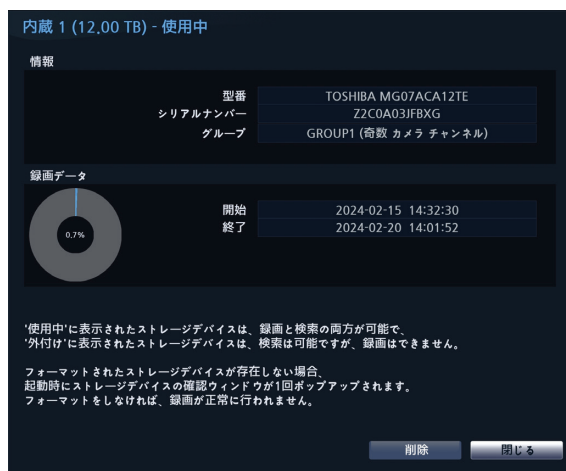 内蔵 1 (12,00 TB) - 使用中
情報
型番 TOSHIBA MG07ACA12TE
シリアルナンバー Z2C0A03JFBXG
グループ GROUP1 (奇数 カメラ チャンネル)
録画データ
0,7%
開始 2024-02-15 14:32:30
終了 2024-02-20 14:01:52
'使用中'に表示されたストレージデバイスは、録画と検索の両方が可能で、
'外付け'に表示されたストレージデバイスは、検索は可能ですが、録画はできません。
フォーマットされたストレージデバイスが存在しない場合、
起動時にストレージデバイスの確認ウィンドウが1回ポップアップされます。
フォーマットをしなければ、録画が正常に行われません。
削除 閉じる